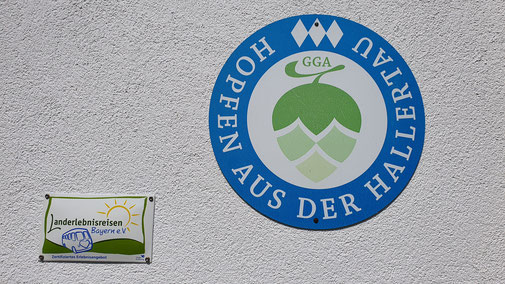 HOPFEN AUS DER HALLERTAU
GGA
Landerlebnisreisen
Bayern e.V
Zertifiziertes Erlebnisangebot